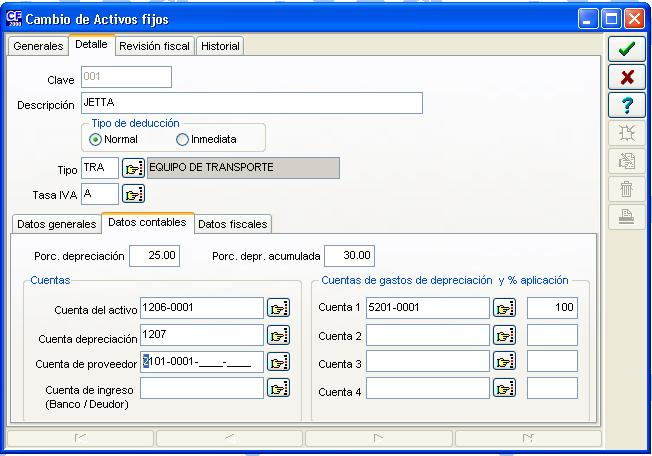 CF 2000 Cambio de Activos fijos
Generales Detalle Revisión fiscal Historial
Clave 001
Descripción JETTA
Tipo de deducción
Normal Inmediata
Tipo TRA EQUIPO DE TRANSPORTE
Tasa IVA A
Datos generales Datos contables Datos fiscales
Porc. depreciación 25.00 Porc. depr. acumulada 30.00
Cuentas Cuentas de gastos de depreciación y % aplicación
Cuenta del activo 1206-0001 Cuenta 1 5201-0001 100
Cuenta depreciación 1207 Cuenta 2
Cuenta de proveedor 2101-0001-____-____ Cuenta 3
Cuenta de ingreso Cuenta 4
(Banco / Deudor)